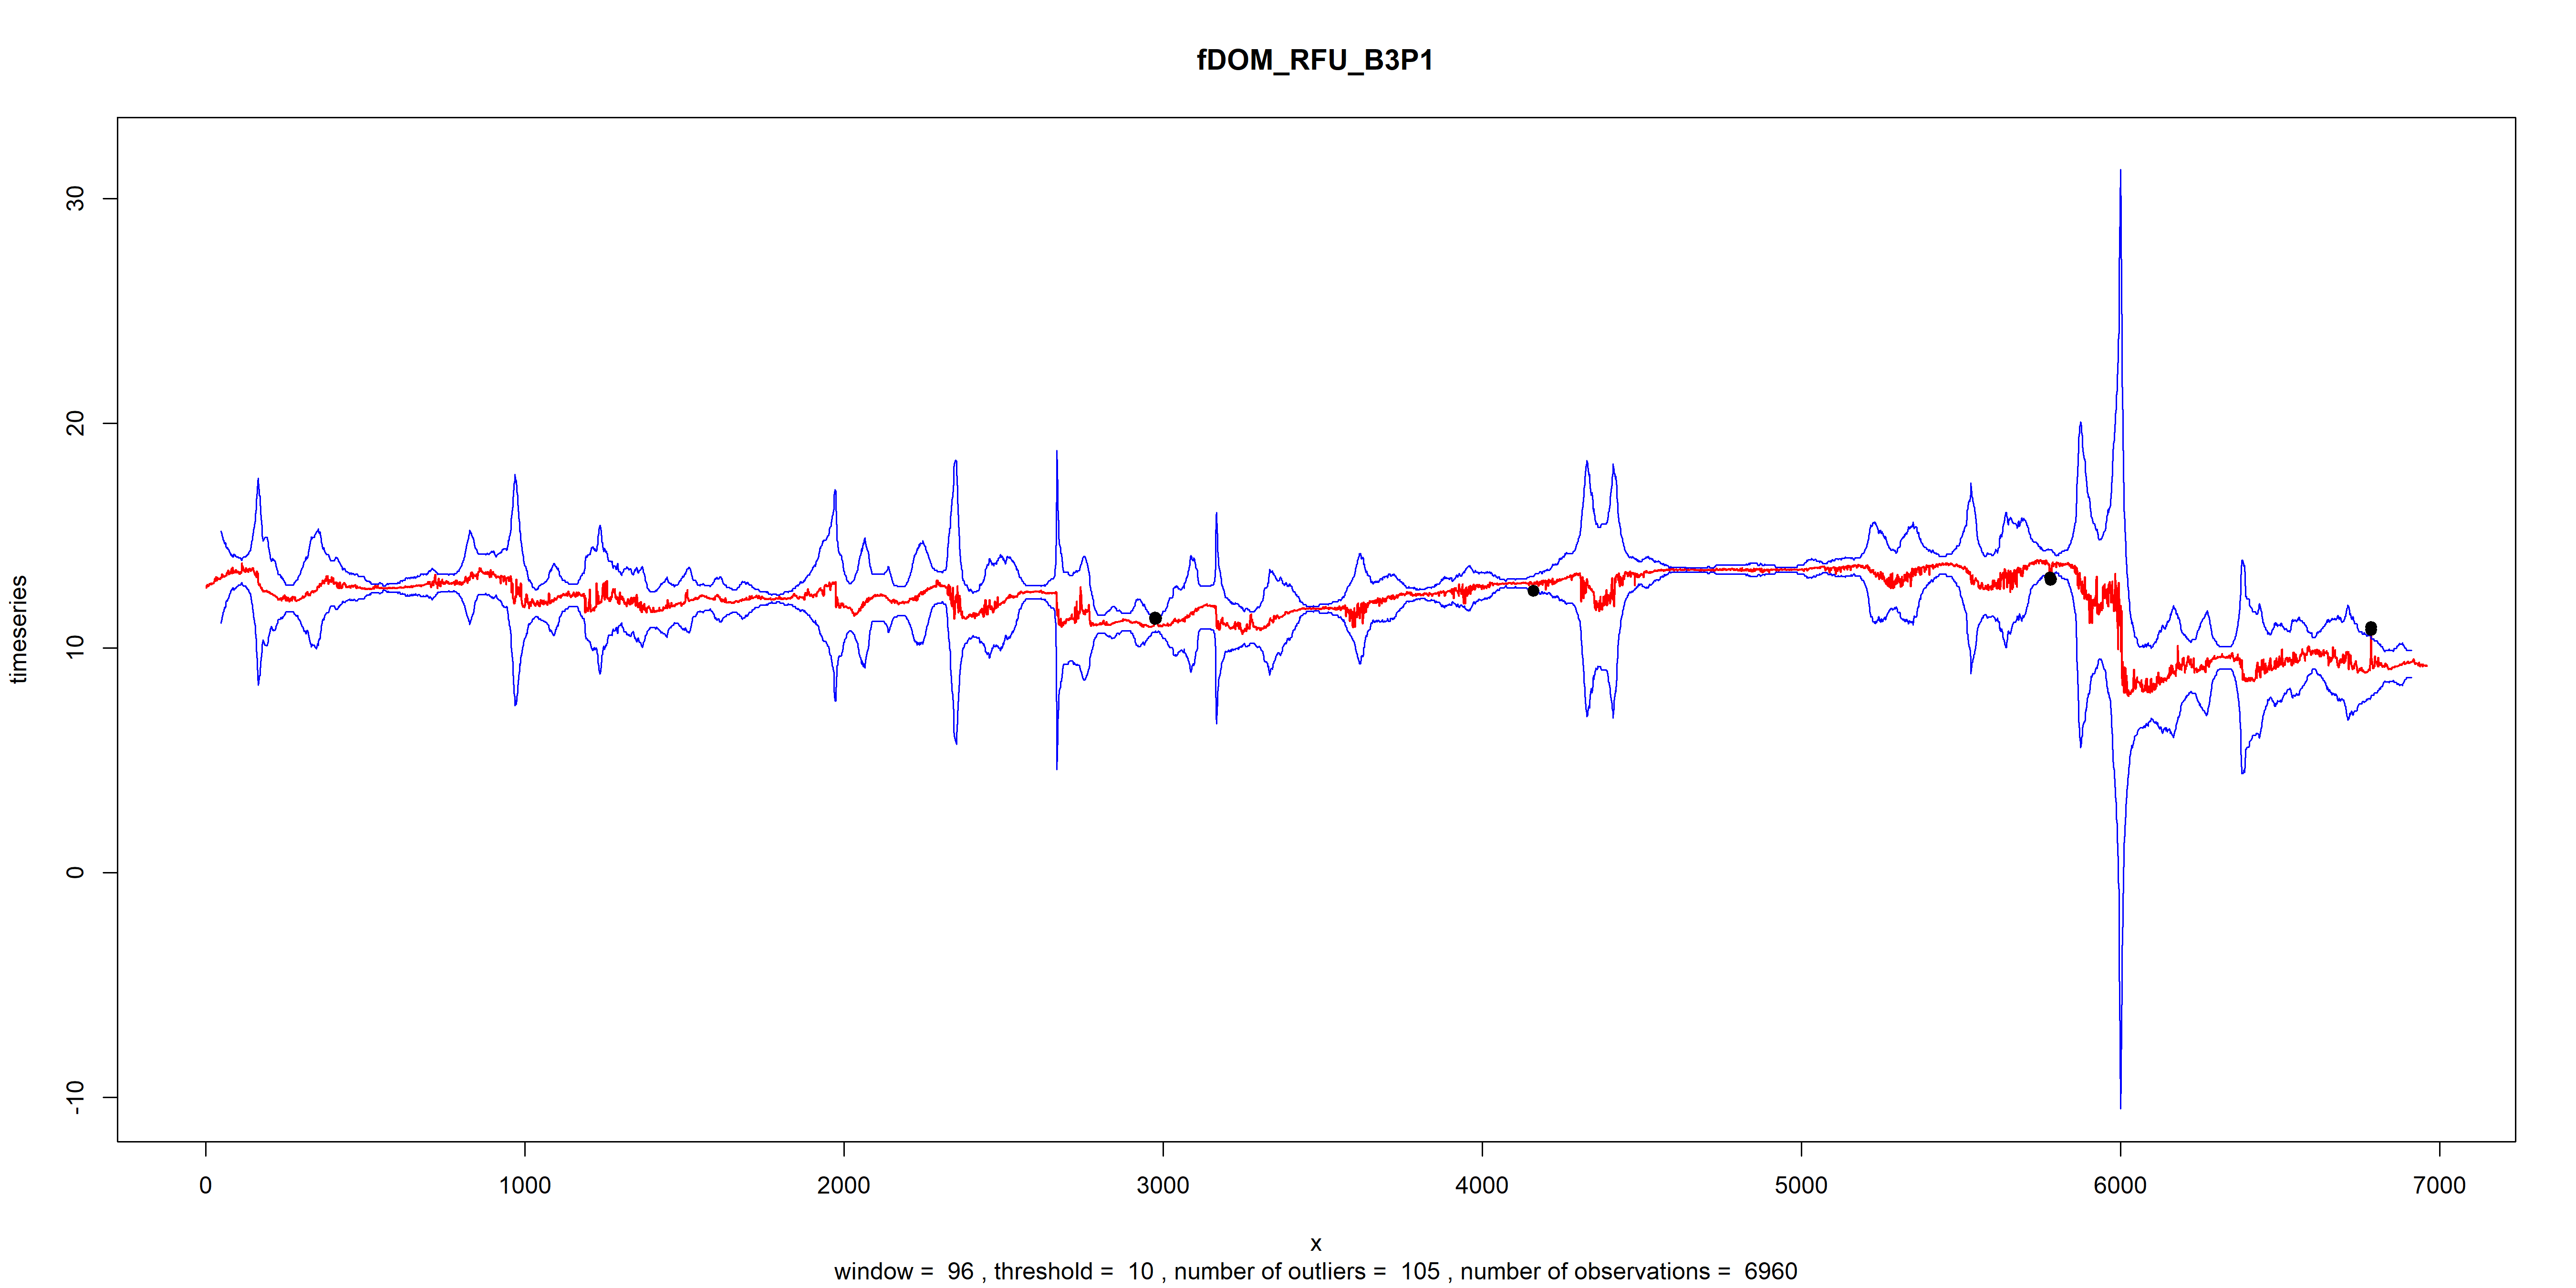 fDOM_RFU_B3P1
timeseries
30
20
10
0
-10
0 1000 2000 3000 4000 5000 6000 7000
x
window = 96 , threshold = 10 , number of outliers = 105 , number of observations = 6960